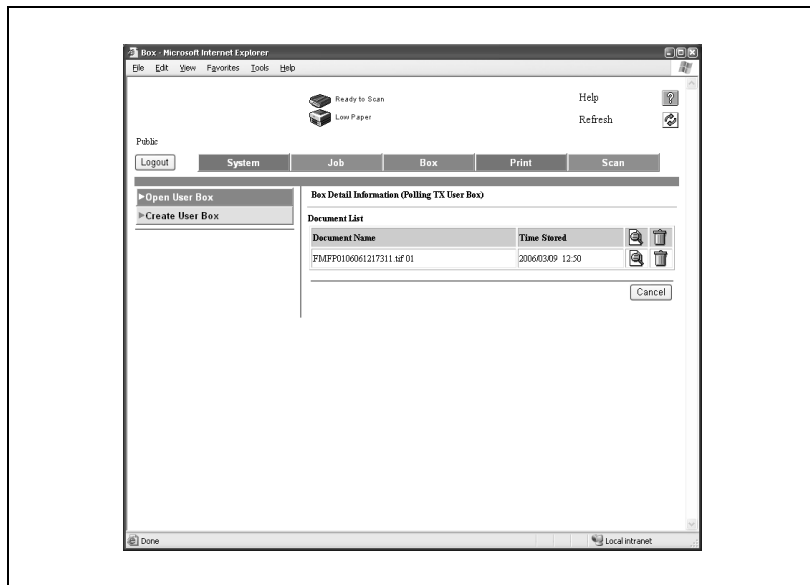 Box - Microsoft Internet Explorer
File Edit View Favorites Tools Help
Ready to Scan
Help
Low Paper
Refresh
Public
Logout System Job Box Print Scan
Open User Box
Create User Box
Box Detail Information (Polling TX User Box)
Document List
Document Name Time Stored
FMFP0106061217311.tif 01 2006/03/09 12:50
Cancel
Done Local intranet